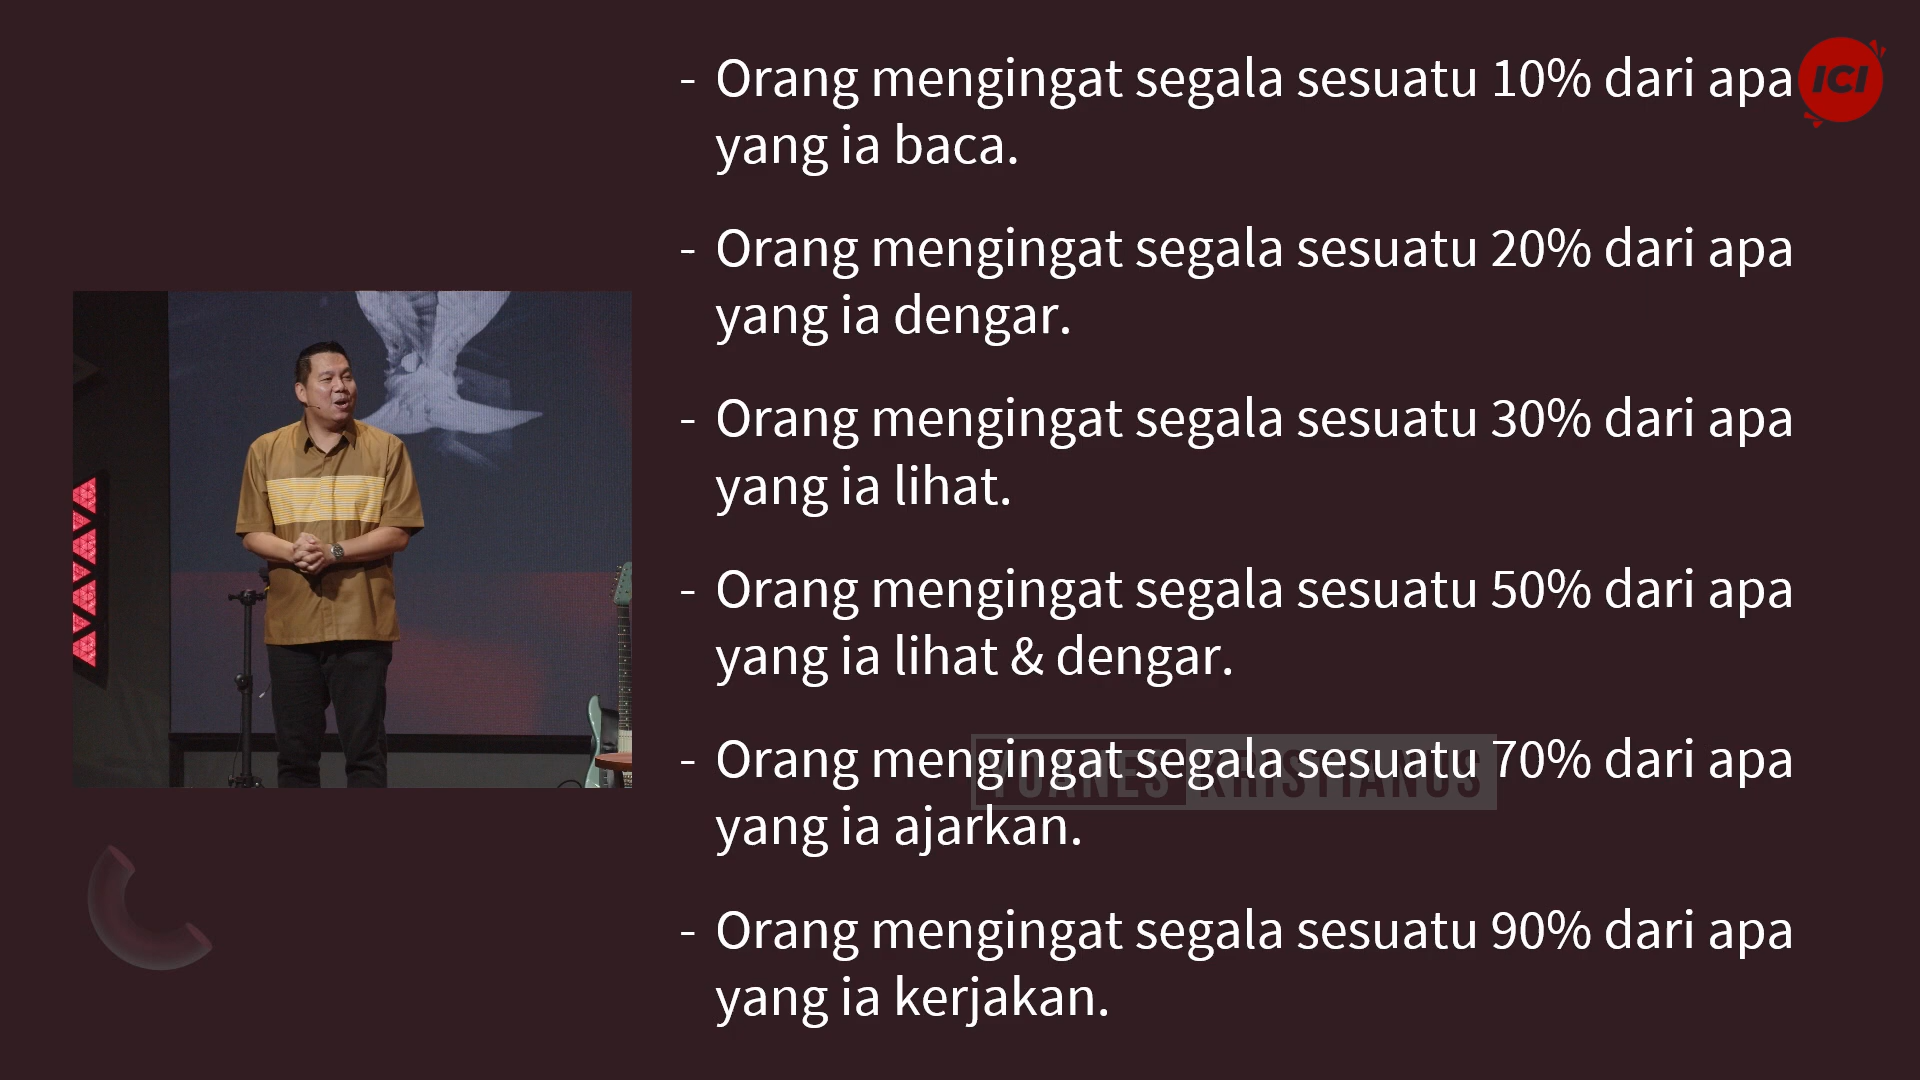 - Orang mengingat segala sesuatu 10% dari apa
yang ia baca.
ICI
- Orang mengingat segala sesuatu 20% dari apa
yang ia dengar.
- Orang mengingat segala sesuatu 30% dari apa
yang ia lihat.
- Orang mengingat segala sesuatu 50% dari apa
yang ia lihat & dengar.
- Orang mengingat segala sesuatu 70% dari apa
yang ia ajarkan.
YOANES KRISTIANUS
- Orang mengingat segala sesuatu 90% dari apa
yang ia kerjakan.